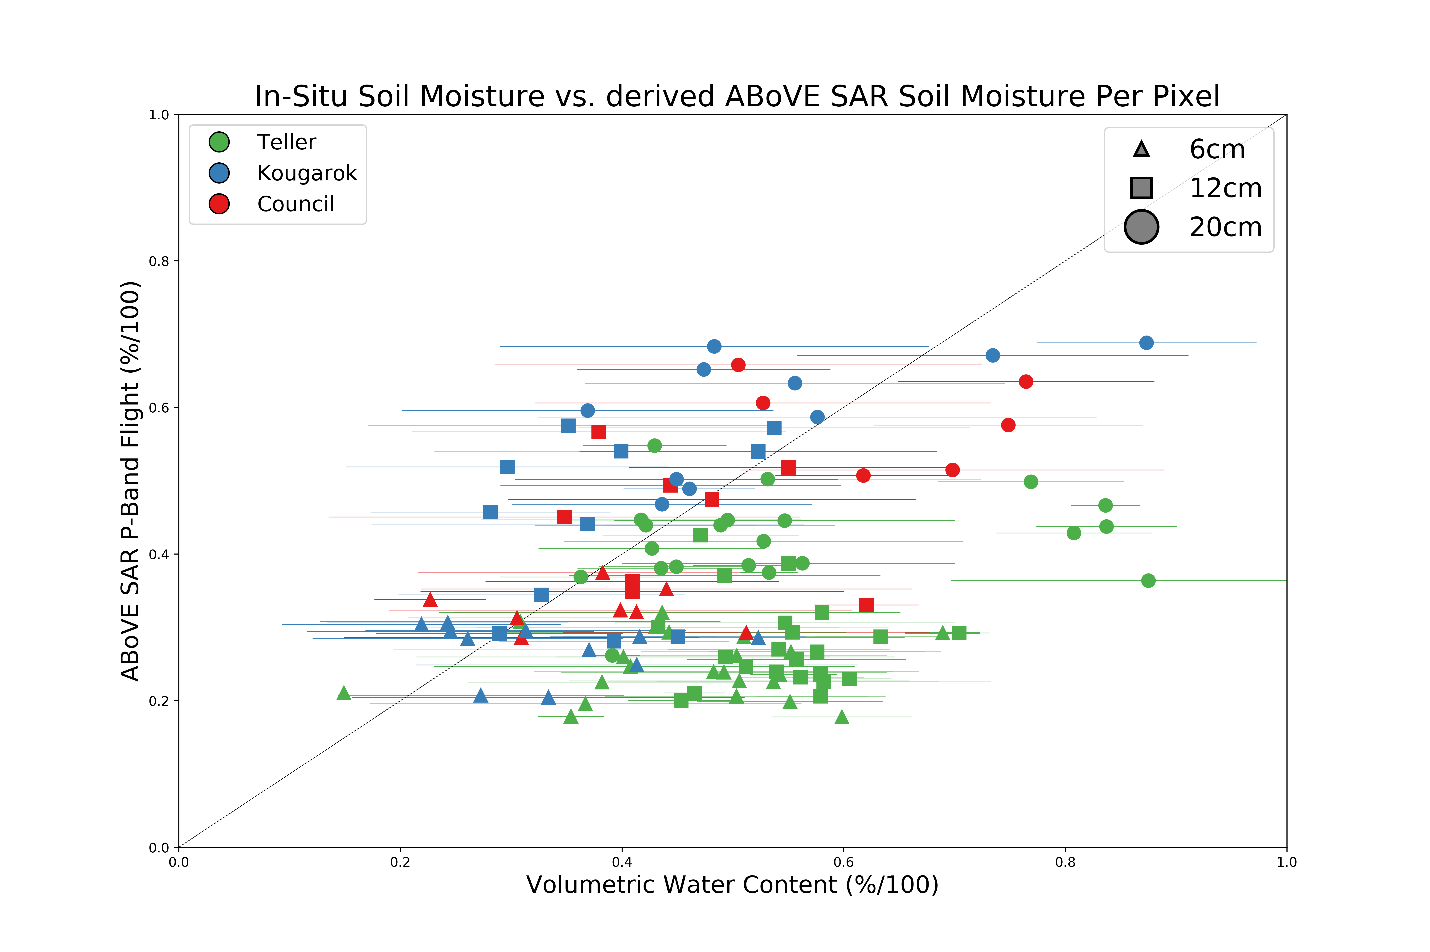 In-Situ Soil Moisture vs. derived ABoVE SAR Soil Moisture Per Pixel
Teller
Kougarok
Council
6cm
12cm
20cm
ABoVE SAR P-Band Flight (%/100)
1.0
0.8
0.6
0.4
0.2
0.0
0.0 0.2 0.4 0.6 0.8 1.0
Volumetric Water Content (%/100)